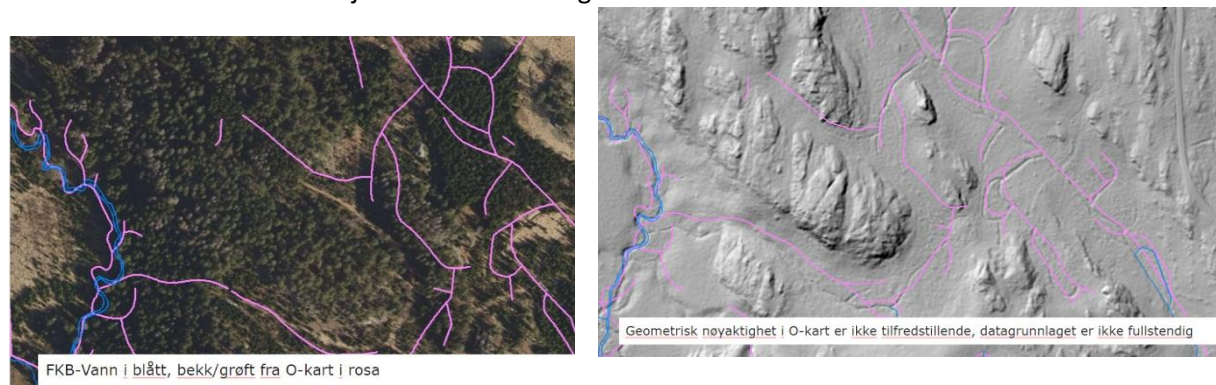 FKB-Vann i blått, bekk/grøft fra O-kart i rosa
Geometrisk nøyaktighet i O-kart er ikke tilfredstillende, datagrunnlaget er ikke fullstendig